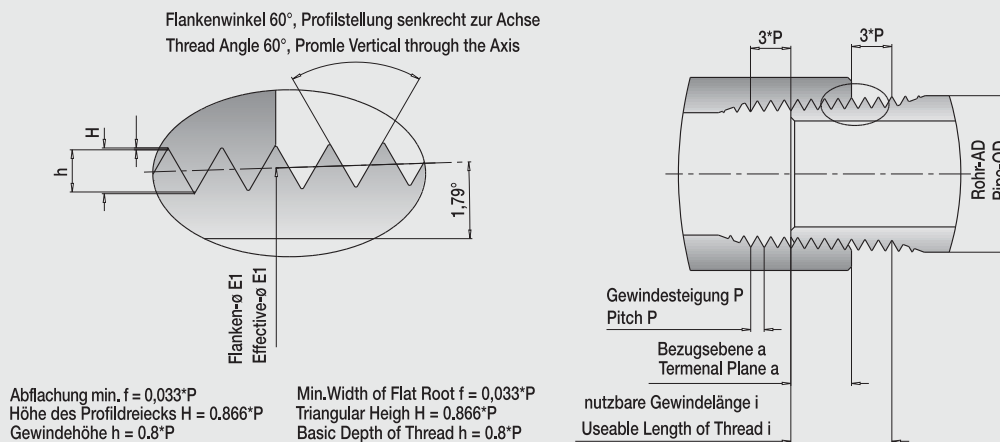 Flankenwinkel 60°, Profilstellung senkrecht zur Achse
Thread Angle 60°, Promle Vertical through the Axis
H
h
1,79°
Flanken-ø E1
Effective-ø E1
Abflachung min. f = 0,033*P
Höhe des Profildreiecks H = 0.866*P
Gewindehöhe h = 0.8*P
Min.Width of Flat Root f = 0,033*P
Triangular Heigh H = 0.866*P
Basic Depth of Thread h = 0.8*P
3*P
3*P
Rohr-AD
Pipe-OD
Gewindesteigung P
Pitch P
Bezugsebene a
Termenal Plane a
nutzbare Gewindelänge i
Useable Length of Thread i